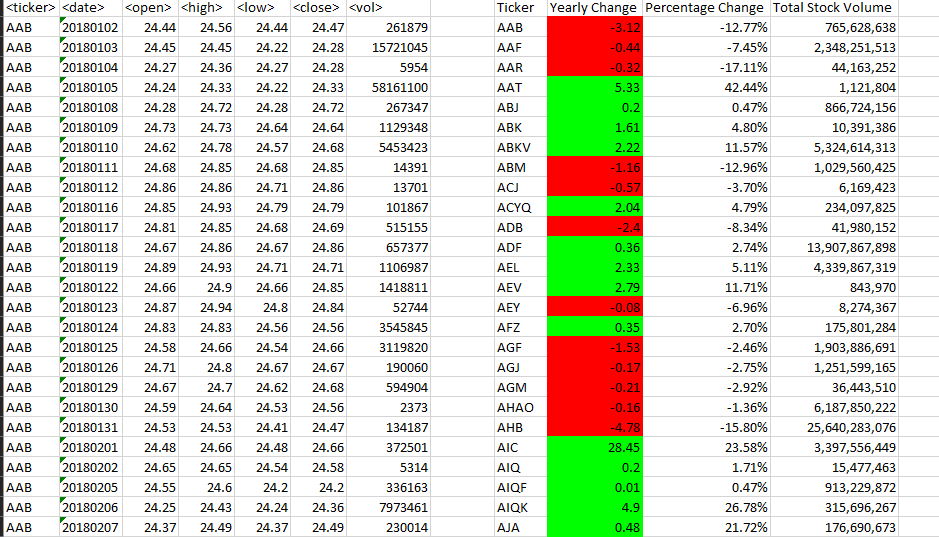 <ticker> <date> <open> <high> <low> <close> <vol> Ticker Yearly Change Percentage Change Total Stock Volume
AAB 20180102 24.44 24.56 24.44 24.47 261879 AAB -3.12 -12.77% 765,628,638
AAB 20180103 24.45 24.45 24.22 24.28 15721045 AAF -0.44 -7.45% 2,348,251,513
AAB 20180104 24.27 24.36 24.27 24.28 5954 AAR -0.32 -17.11% 44,163,252
AAB 20180105 24.24 24.33 24.22 24.33 58161100 AAT 5.33 42.44% 1,121,804
AAB 20180108 24.28 24.72 24.28 24.72 267347 ABJ 0.2 0.47% 866,724,156
AAB 20180109 24.73 24.73 24.64 24.64 1129348 ABK 1.61 4.80% 10,391,386
AAB 20180110 24.62 24.78 24.57 24.68 5453423 ABKV 2.22 11.57% 5,324,614,313
AAB 20180111 24.68 24.85 24.68 24.85 14391 ABM -1.16 -12.96% 1,029,560,425
AAB 20180112 24.86 24.86 24.71 24.86 13701 ACJ -0.57 -3.70% 6,169,423
AAB 20180116 24.85 24.93 24.79 24.79 101867 ACYQ 2.04 4.79% 234,097,825
AAB 20180117 24.81 24.85 24.68 24.69 515155 ADB -2.4 -8.34% 41,980,152
AAB 20180118 24.67 24.86 24.67 24.86 657377 ADF 0.36 2.74% 13,907,867,898
AAB 20180119 24.89 24.93 24.71 24.71 1106987 AEL 2.33 5.11% 4,339,867,319
AAB 20180122 24.66 24.9 24.66 24.85 1418811 AEV 2.79 11.71% 843,970
AAB 20180123 24.87 24.94 24.8 24.84 52744 AEY -0.08 -6.96% 8,274,367
AAB 20180124 24.83 24.83 24.56 24.56 3545845 AFZ 0.35 2.70% 175,801,284
AAB 20180125 24.58 24.66 24.54 24.66 3119820 AGF -1.53 -2.46% 1,903,886,691
AAB 20180126 24.71 24.8 24.67 24.67 190060 AGJ -0.17 -2.75% 1,251,599,165
AAB 20180129 24.67 24.7 24.62 24.68 594904 AGM -0.21 -2.92% 36,443,510
AAB 20180130 24.59 24.64 24.53 24.56 2373 AHAO -0.16 -1.36% 6,187,850,222
AAB 20180131 24.53 24.53 24.41 24.47 134187 AHB -4.78 -15.80% 25,640,283,076
AAB 20180201 24.48 24.66 24.48 24.66 372501 AIC 28.45 23.58% 3,397,556,449
AAB 20180202 24.65 24.65 24.54 24.58 5314 AIQ 0.2 1.71% 15,477,463
AAB 20180205 24.55 24.6 24.2 24.2 336163 AIQF 0.01 0.47% 913,229,872
AAB 20180206 24.25 24.43 24.24 24.36 7973461 AIQK 4.9 26.78% 315,696,267
AAB 20180207 24.37 24.49 24.37 24.49 230014 AJA 0.48 21.72% 176,690,673